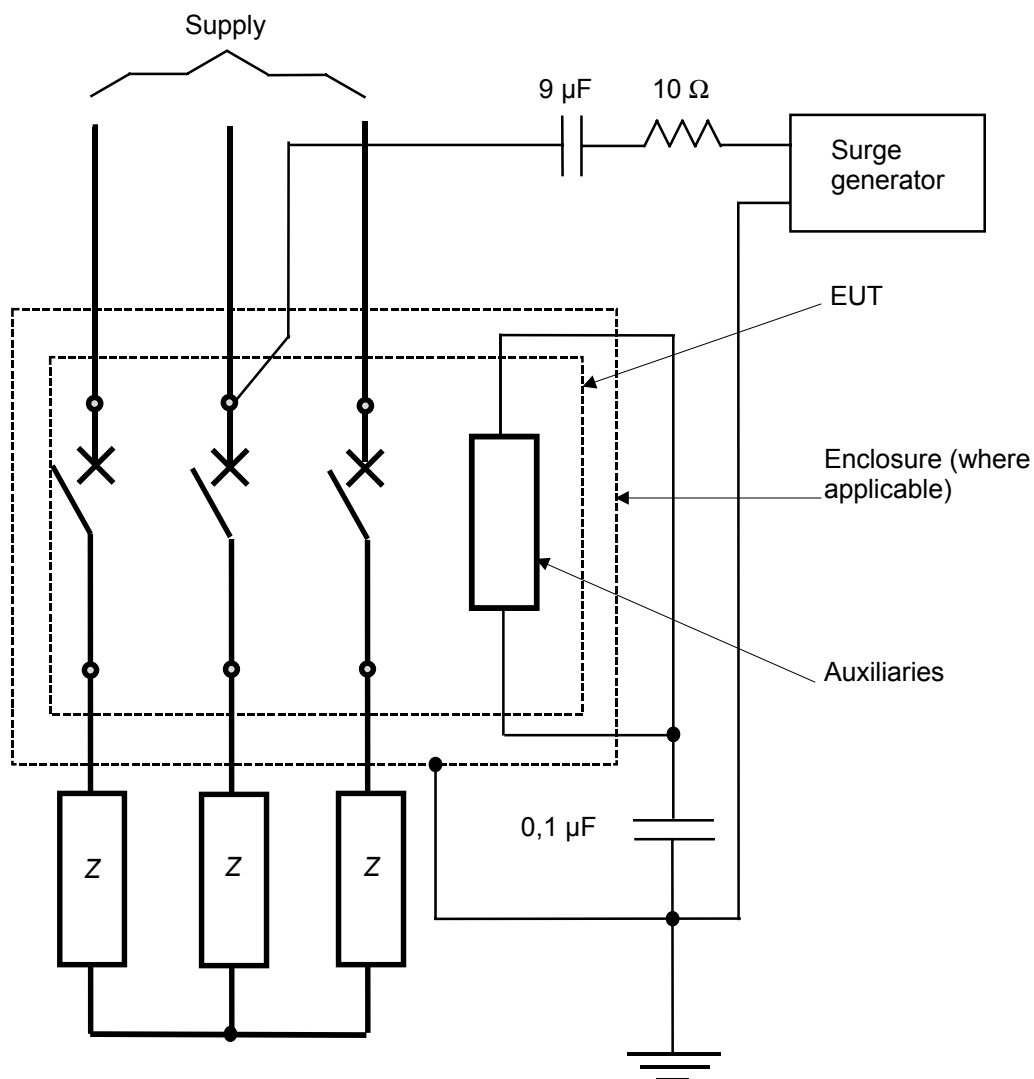 Supply
9 µF
10 Ω
Surge
generator
EUT
Enclosure (where
applicable)
Auxiliaries
0,1 µF
Z
Z
Z